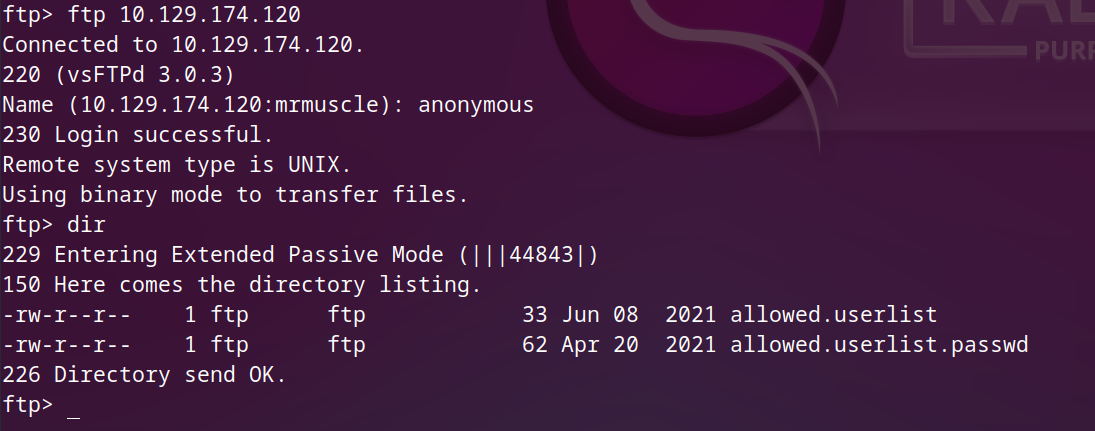 ftp> ftp 10.129.174.120
Connected to 10.129.174.120.
220 (vsFTPd 3.0.3)
Name (10.129.174.120:mrmuscle): anonymous
230 Login successful.
Remote system type is UNIX.
Using binary mode to transfer files.
ftp> dir
229 Entering Extended Passive Mode (|||44843|)
150 Here comes the directory listing.
-rw-r--r--    1 ftp      ftp            33 Jun 08  2021 allowed.userlist
-rw-r--r--    1 ftp      ftp            62 Apr 20  2021 allowed.userlist.passwd
226 Directory send OK.
ftp> _